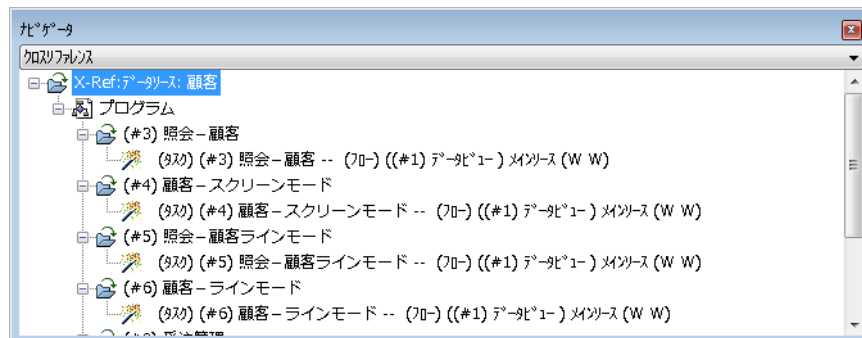 ﾅﾋﾞｹﾞｰﾀ
ｸﾛｽﾘﾌｧﾚﾝｽ
X-Ref:ﾃﾞｰﾀｿｰｽ: 顧客
プログラム
(#3) 照会－顧客
(ﾀｽｸ) (#3) 照会－顧客 -- (ﾌﾛｰ) ((#1) ﾃﾞｰﾀﾋﾞｭｰ ) ﾒｲﾝｿｰｽ (W W)
(#4) 顧客－スクリーンモード
(ﾀｽｸ) (#4) 顧客－スクリーンモード -- (ﾌﾛｰ) ((#1) ﾃﾞｰﾀﾋﾞｭｰ ) ﾒｲﾝｿｰｽ (W W)
(#5) 照会－顧客ラインモード
(ﾀｽｸ) (#5) 照会－顧客ラインモード -- (ﾌﾛｰ) ((#1) ﾃﾞｰﾀﾋﾞｭｰ ) ﾒｲﾝｿｰｽ (W W)
(#6) 顧客－ラインモード
(ﾀｽｸ) (#6) 顧客－ラインモード -- (ﾌﾛｰ) ((#1) ﾃﾞｰﾀﾋﾞｭｰ ) ﾒｲﾝｿｰｽ (W W)